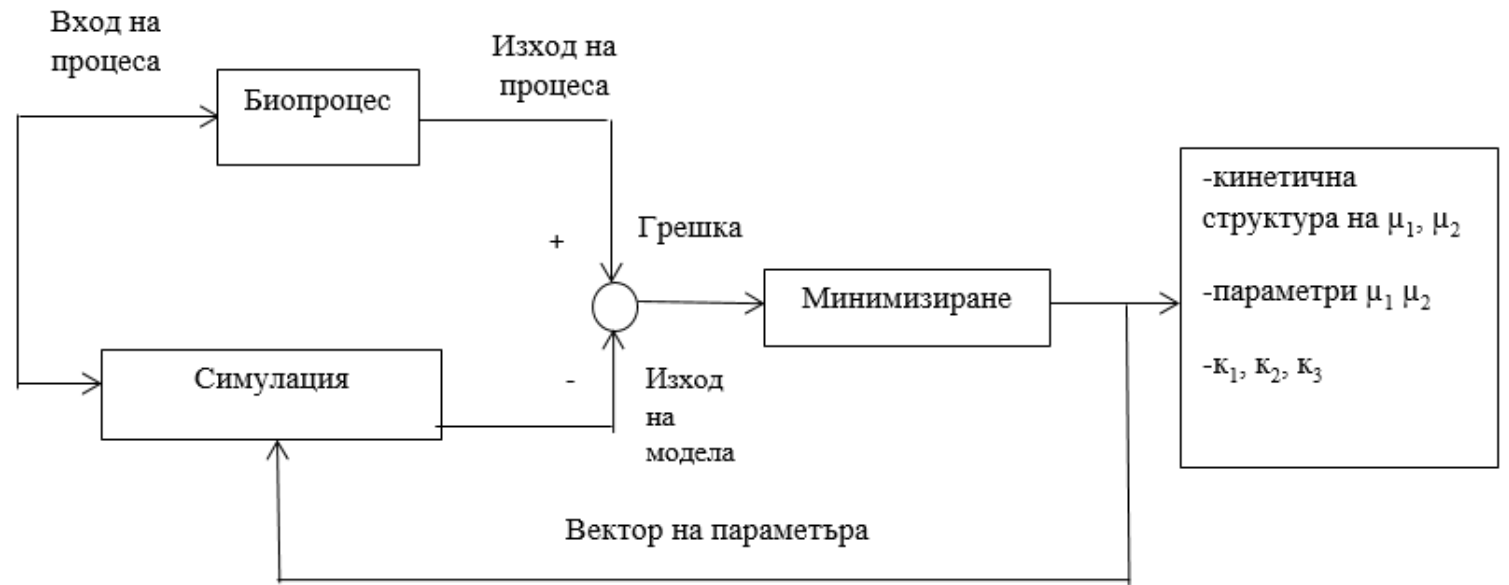 Вход на
процеса
Изход на
процеса
Биопроцес
+
Грешка
Минимизиране
-кинетична
структура на μ₁, μ₂
-параметри μ₁ μ₂
-к₁, к₂, к₃
Симулация
-
Изход
на
модела
Вектор на параметъра